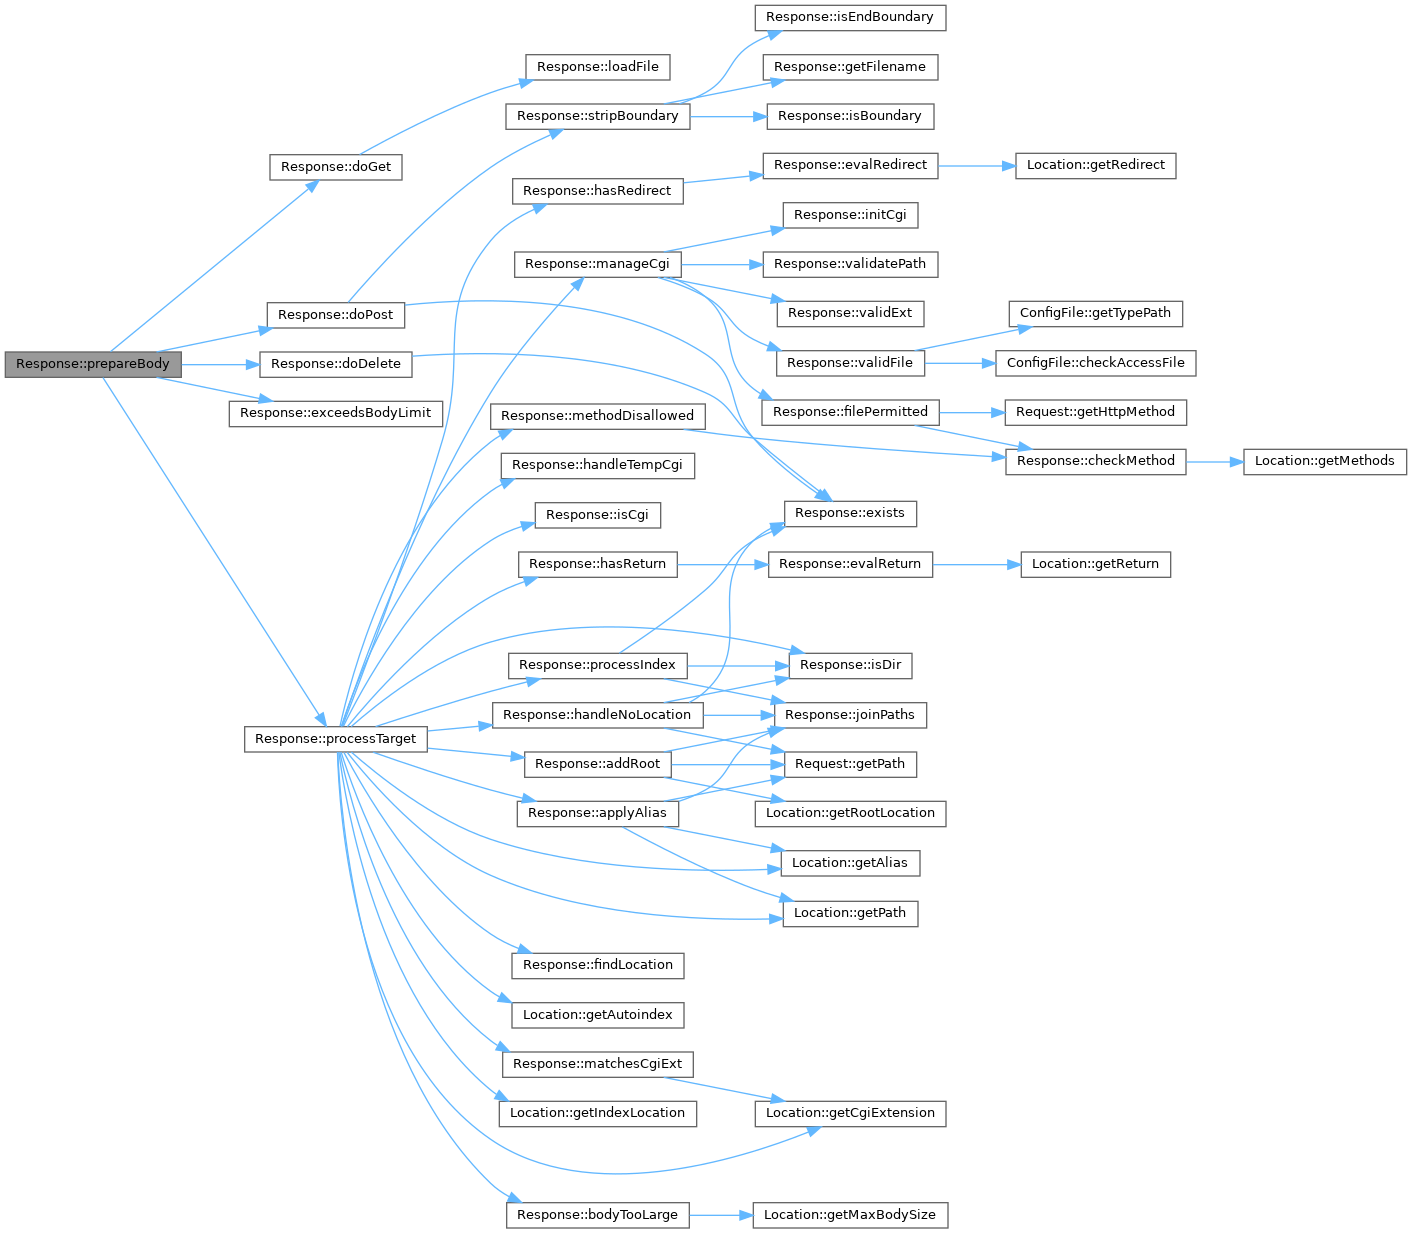 Response::isEndBoundary
Response::loadFile
Response::getFilename
Response::stripBoundary
Response::isBoundary
Response::doGet
Response::evalRedirect
Location::getRedirect
Response::hasRedirect
Response::initCgi
Response::manageCgi
Response::validatePath
Response::doPost
Response::validExt
ConfigFile::getTypePath
Response::prepareBody
Response::doDelete
Response::validFile
ConfigFile::checkAccessFile
Response::exceedsBodyLimit
Response::methodDisallowed
Response::filePermitted
Request::getHttpMethod
Response::handleTempCgi
Response::checkMethod
Location::getMethods
Response::isCgi
Response::exists
Response::hasReturn
Response::evalReturn
Location::getReturn
Response::processIndex
Response::isDir
Response::handleNoLocation
Response::joinPaths
Response::processTarget
Response::addRoot
Request::getPath
Response::applyAlias
Location::getRootLocation
Location::getAlias
Location::getPath
Response::findLocation
Location::getAutoindex
Response::matchesCgiExt
Location::getIndexLocation
Location::getCgiExtension
Response::bodyTooLarge
Location::getMaxBodySize